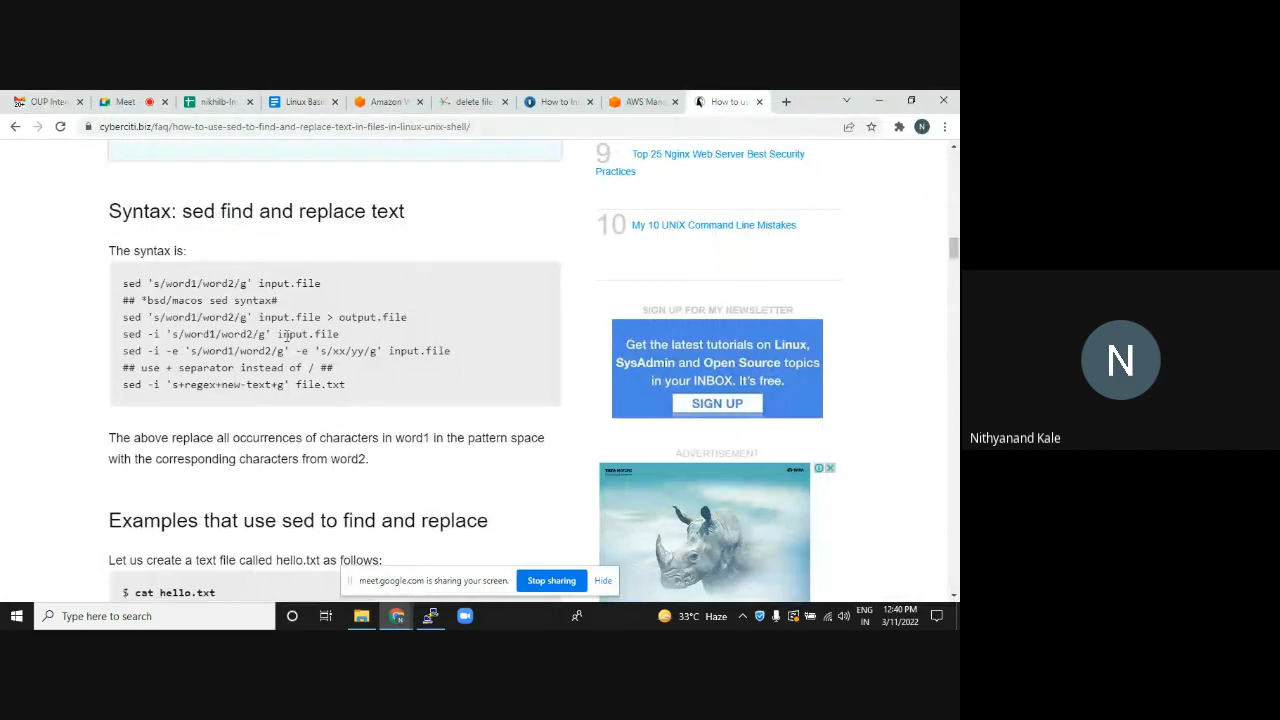 OUP Inter
Meet
nikhilb-In
Linux Basi
Amazon W
delete file
How to In
AWS Mana
How to us
cyberciti.biz/faq/how-to-use-sed-to-find-and-replace-text-in-files-in-linux-unix-shell/
N
9 Top 25 Nginx Web Server Best Security
Practices
10 My 10 UNIX Command Line Mistakes
Syntax: sed find and replace text
The syntax is:
sed 's/word1/word2/g' input.file
## *bsd/macos sed syntax#
sed 's/word1/word2/g' input.file > output.file
sed -i 's/word1/word2/g' input.file
sed -i -e 's/word1/word2/g' -e 's/xx/yy/g' input.file
## use + separator instead of / ##
sed -i 's+regex+new-text+g' file.txt
The above replace all occurrences of characters in word1 in the pattern space
with the corresponding characters from word2.
Examples that use sed to find and replace
Let us create a text file called hello.txt as follows:
$ cat hello.txt
SIGN UP FOR MY NEWSLETTER
Get the latest tutorials on Linux,
SysAdmin and Open Source topics
in your INBOX. It's free.
SIGN UP
ADVERTISEMENT
meet.google.com is sharing your screen.
Stop sharing
Hide
Type here to search
33°C Haze
ENG
IN
12:40 PM
3/11/2022
N
Nithyanand Kale